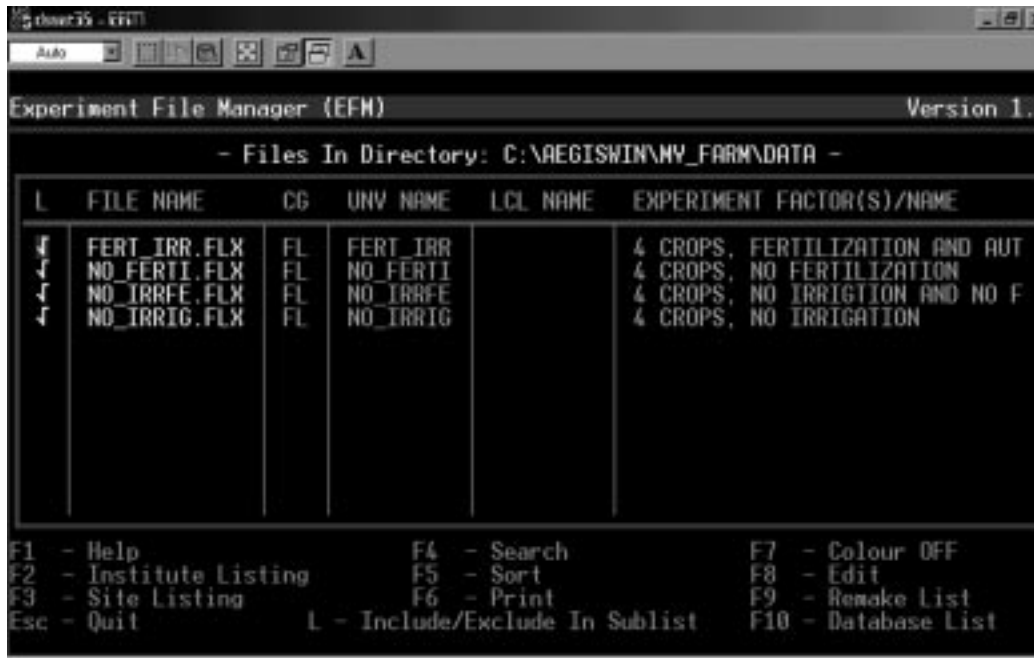 dssat35 - EFM
Auto
A
Experiment File Manager (EFM) Version 1.
- Files In Directory: C:\AEGISWIN\MY_FARM\DATA -
L FILE NAME CG UNV NAME LCL NAME EXPERIMENT FACTOR(S)/NAME
√ FERT_IRR.FLX FL FERT_IRR 4 CROPS, FERTILIZATION AND AUT
√ NO_FERTI.FLX FL NO_FERTI 4 CROPS, NO FERTILIZATION
√ NO_IRRFE.FLX FL NO_IRRFE 4 CROPS, NO IRRIGTION AND NO F
√ NO_IRRIG.FLX FL NO_IRRIG 4 CROPS, NO IRRIGATION
F1 - Help F4 - Search F7 - Colour OFF
F2 - Institute Listing F5 - Sort F8 - Edit
F3 - Site Listing F6 - Print F9 - Remake List
Esc - Quit L - Include/Exclude In Sublist F10 - Database List